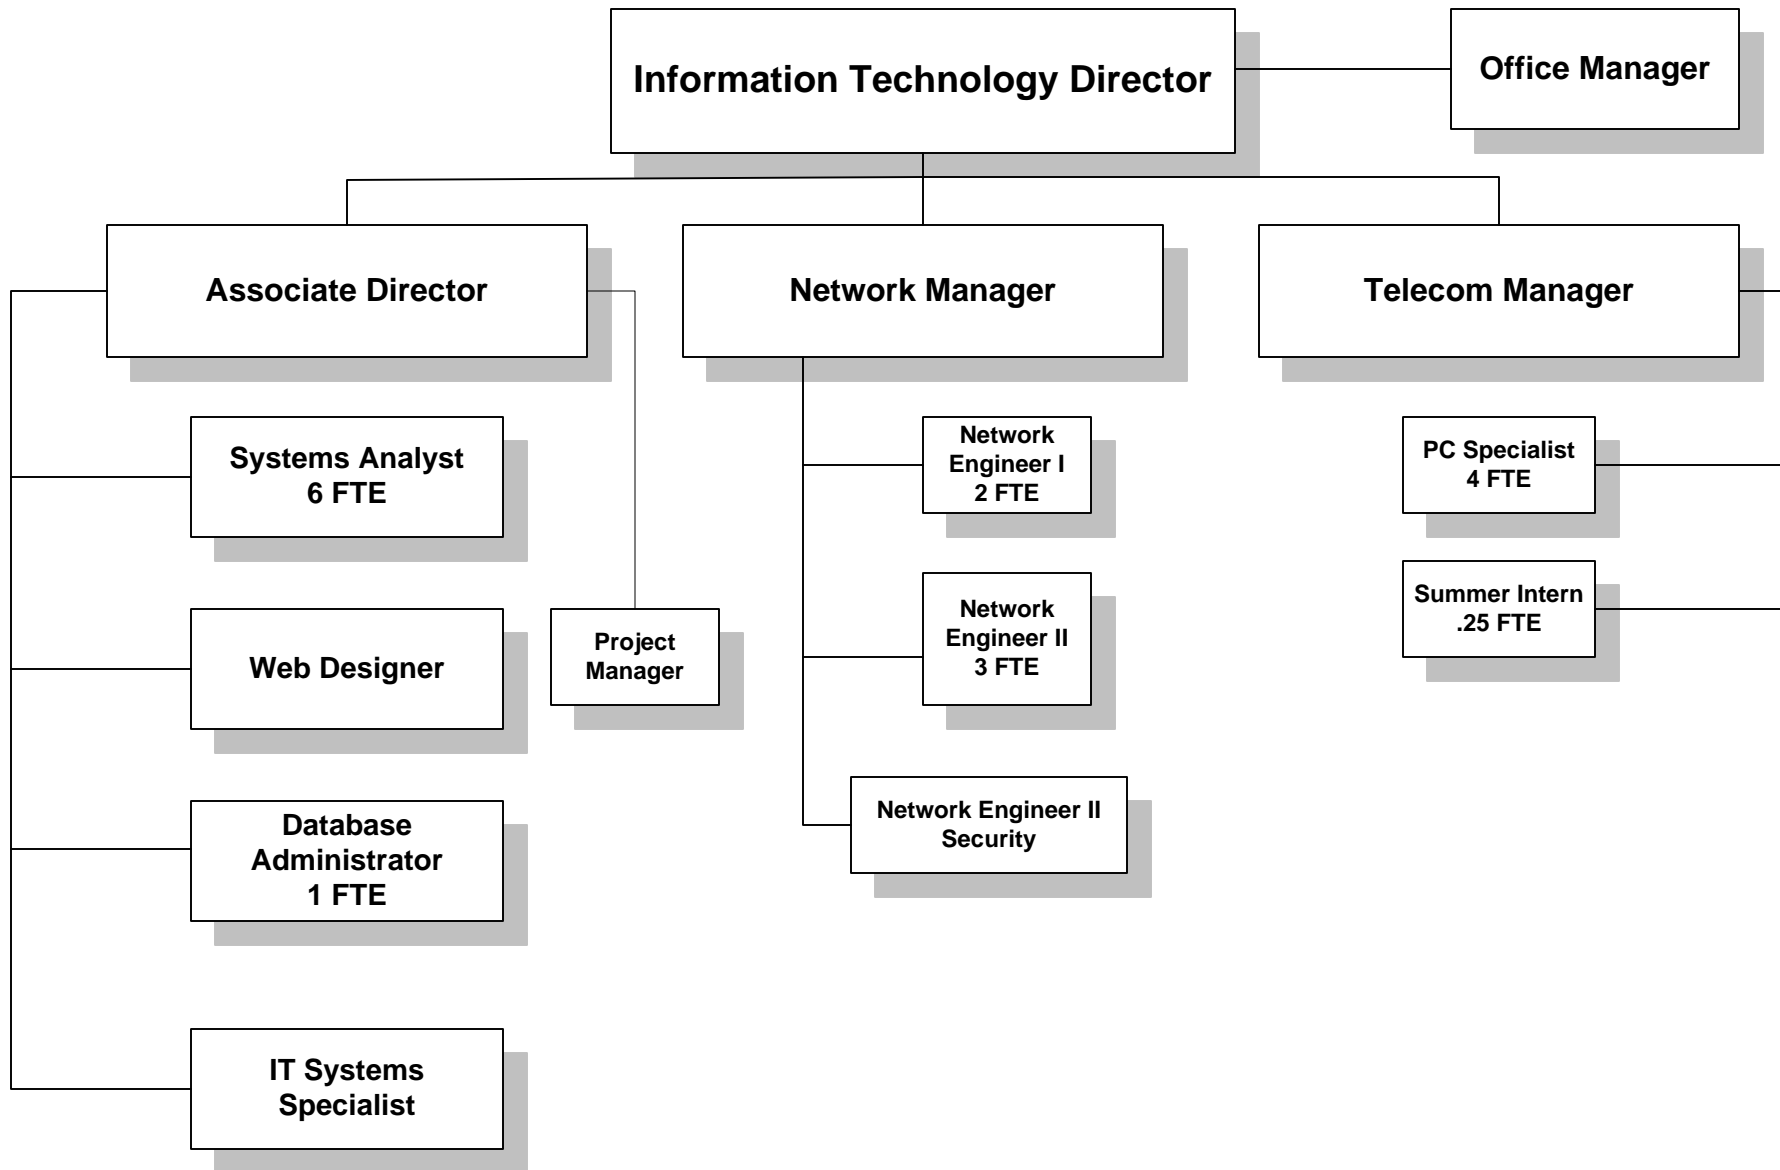 Information Technology Director
Office Manager
Associate Director
Network Manager
Telecom Manager
Systems Analyst
6 FTE
Web Designer
Database
Administrator
1 FTE
IT Systems
Specialist
Project
Manager
Network
Engineer I
2 FTE
Network
Engineer II
3 FTE
Network Engineer II
Security
PC Specialist
4 FTE
Summer Intern
.25 FTE